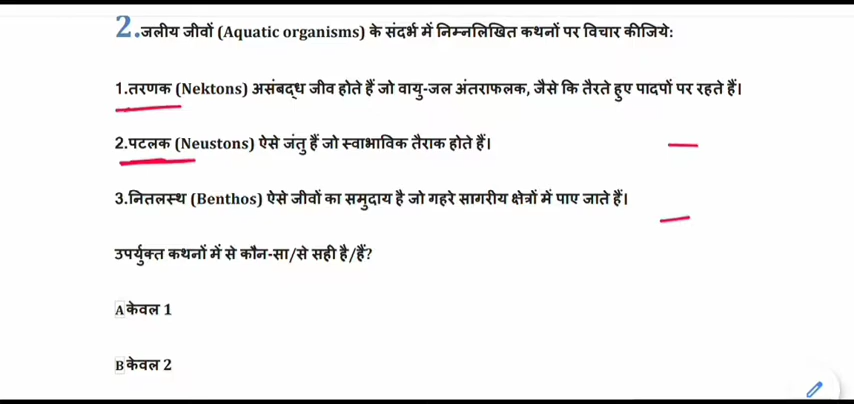 2.जलीय जीवों (Aquatic organisms) के संदर्भ में निम्नलिखित कथनों पर विचार कीजिये:
1.तरणक (Nektons) असंबद्ध जीव होते हैं जो वायु-जल अंतराफलक, जैसे कि तैरते हुए पादपों पर रहते हैं।
2.पटलक (Neustons) ऐसे जंतु हैं जो स्वाभाविक तैराक होते हैं।
3.नितलस्थ (Benthos) ऐसे जीवों का समुदाय है जो गहरे सागरीय क्षेत्रों में पाए जाते हैं।
उपर्युक्त कथनों में से कौन-सा/से सही है/हैं?
A केवल 1
B केवल 2